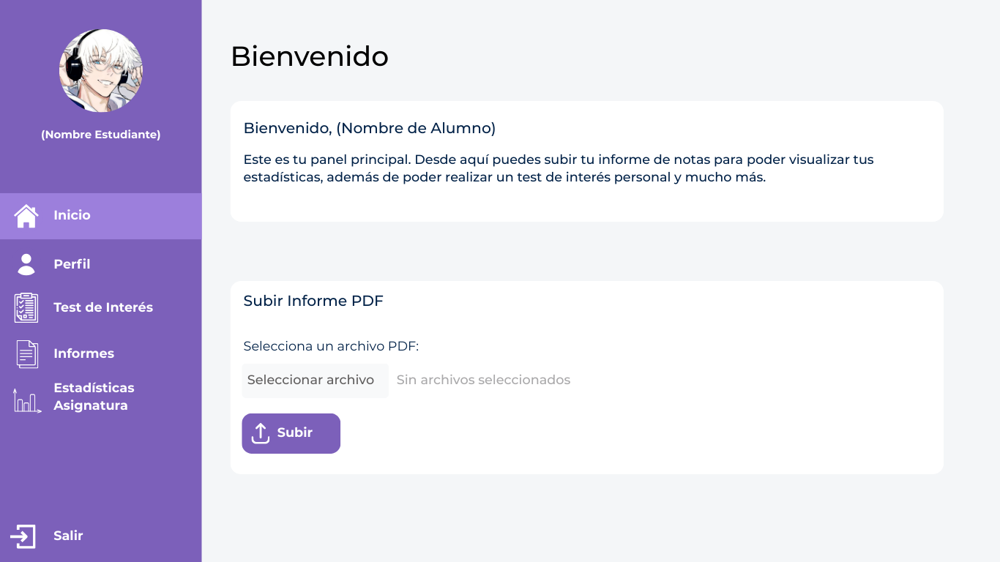 (Nombre Estudiante)
Inicio
Perfil
Test de Interés
Informes
Estadísticas
Asignatura
Salir
Bienvenido
Bienvenido, (Nombre de Alumno)
Este es tu panel principal. Desde aquí puedes subir tu informe de notas para poder visualizar tus
estadísticas, además de poder realizar un test de interés personal y mucho más.
Subir Informe PDF
Selecciona un archivo PDF:
Seleccionar archivo Sin archivos seleccionados
Subir